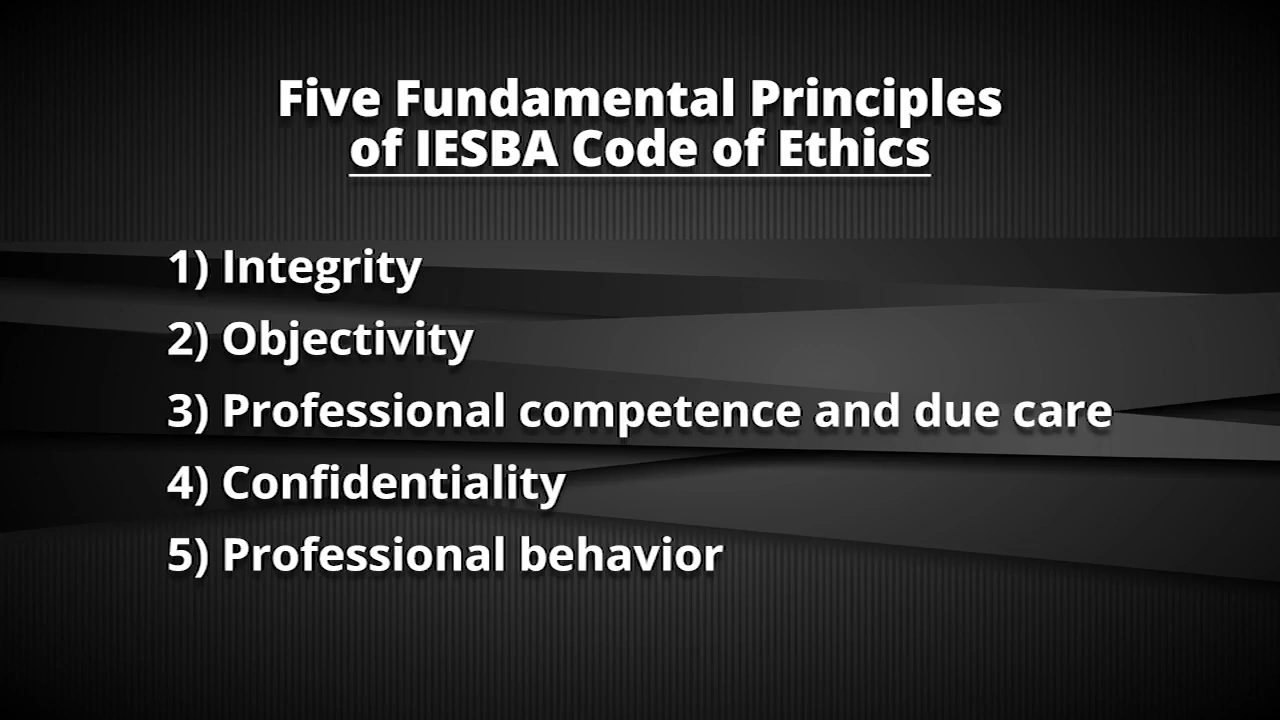 Five Fundamental Principles
of IESBA Code of Ethics
1) Integrity
2) Objectivity
3) Professional competence and due care
4) Confidentiality
5) Professional behavior